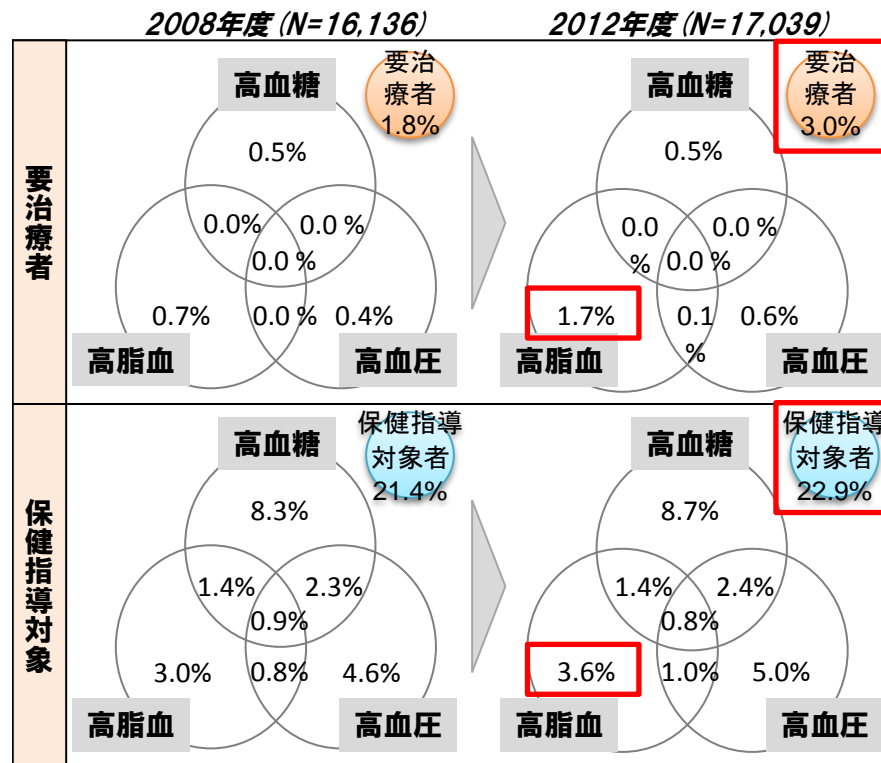 2008年度 (N=16,136)
2012年度 (N=17,039)
要治療者
高血糖
要治
療者
1.8%
0.5%
0.0%
0.0 %
0.0 %
0.7%
0.0 %
0.4%
高脂血
高血圧
高血糖
要治
療者
3.0%
0.5%
0.0
%
0.0 %
0.0 %
1.7%
0.1
%
0.6%
高脂血
高血圧
保健指導対象
高血糖
保健指導
対象者
21.4%
8.3%
1.4%
2.3%
0.9%
3.0%
0.8%
4.6%
高脂血
高血圧
高血糖
保健指導
対象者
22.9%
8.7%
1.4%
2.4%
0.8%
3.6%
1.0%
5.0%
高脂血
高血圧